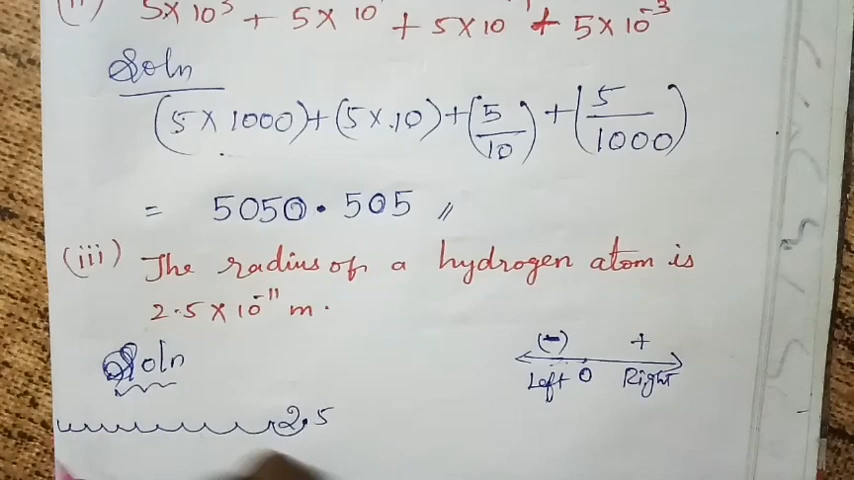 (ii) 5×10³ + 5×10 + 5×10⁻¹ + 5×10⁻³
Soln
(5×1000)+(5×10)+(5/10)+(5/1000)
= 5050.505 //
(iii) The radius of a hydrogen atom is
2.5×10⁻¹¹ m.
Soln
(-) +
Left 0 Right
2.5